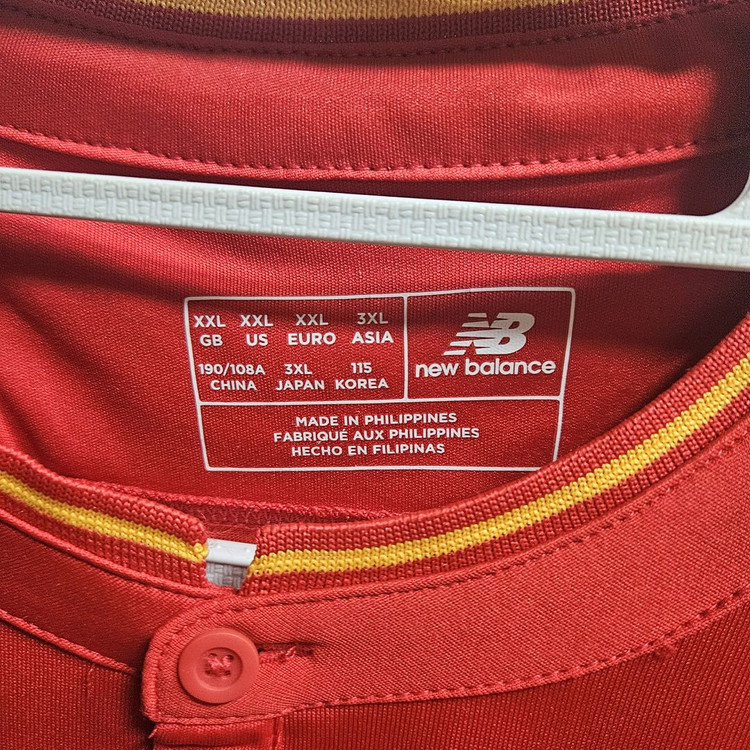 XXL XXL XXL 3XL
GB US EURO ASIA
190/108A 3XL 115
CHINA JAPAN KOREA
NB
new balance
MADE IN PHILIPPINES
FABRIQUÉ AUX PHILIPPINES
HECHO EN FILIPINAS